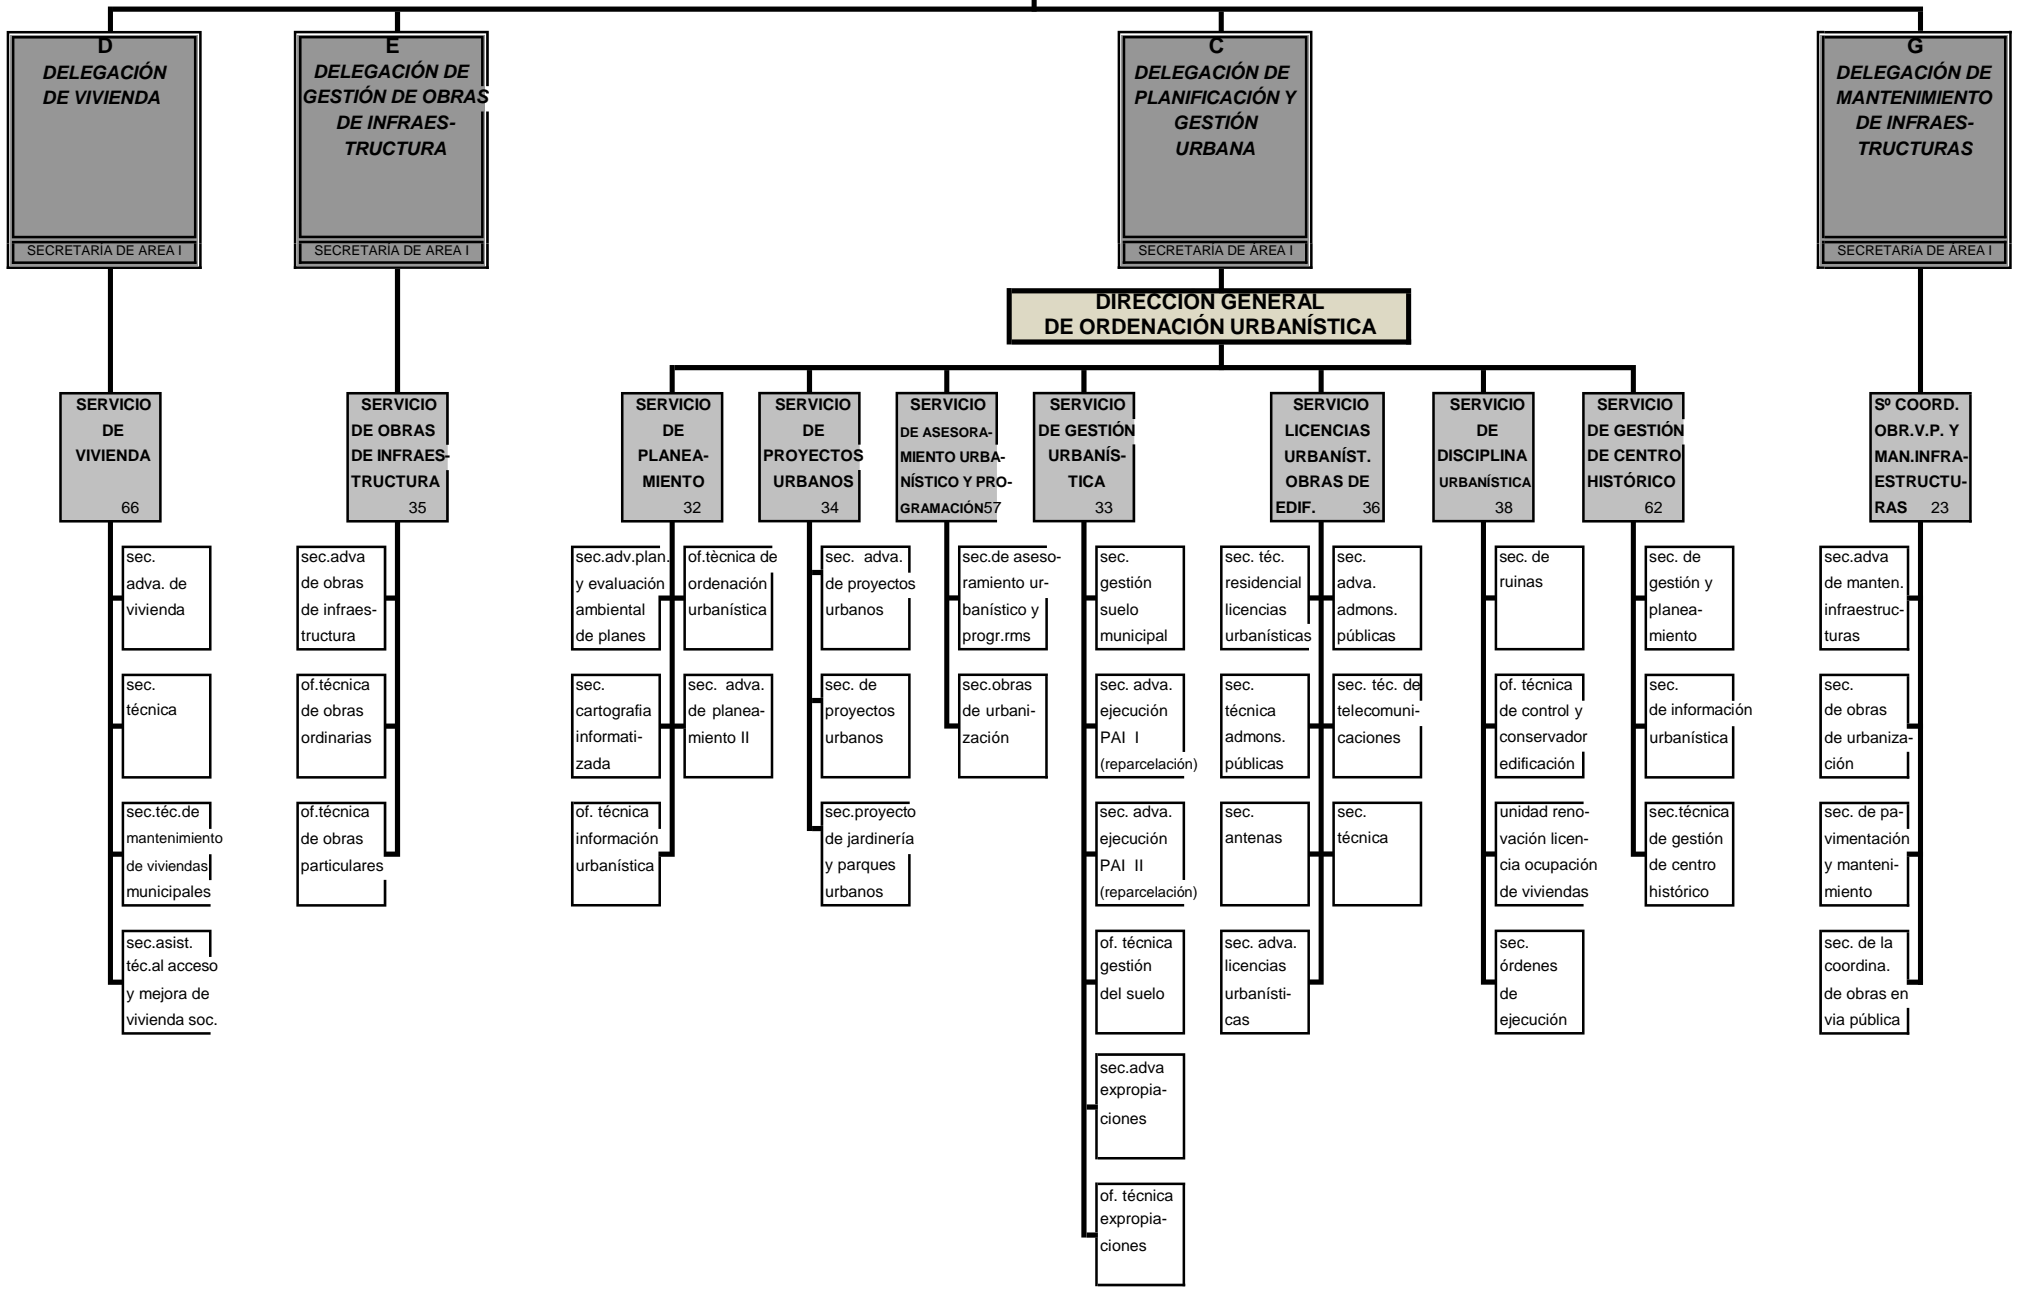 D
DELEGACIÓN
DE VIVIENDA
SECRETARÍA DE AREA I
E
DELEGACIÓN DE
GESTIÓN DE OBRAS
DE INFRAES-
TRUCTURA
SECRETARÍA DE AREA I
C
DELEGACIÓN DE
PLANIFICACIÓN Y
GESTIÓN
URBANA
SECRETARÍA DE ÁREA I
G
DELEGACIÓN DE
MANTENIMIENTO
DE INFRAES-
TRUCTURAS
SECRETARíA DE ÁREA I
DIRECCION GENERAL
DE ORDENACIÓN URBANÍSTICA
SERVICIO
DE
VIVIENDA
66
SERVICIO
DE OBRAS
DE INFRAES-
TRUCTURA
35
SERVICIO
DE
PLANEA-
MIENTO
32
SERVICIO
DE
PROYECTOS
URBANOS
34
SERVICIO
DE ASESORA-
MIENTO URBA-
NÍSTICO Y PRO-
GRAMACIÓN57
SERVICIO
DE GESTIÓN
URBANÍS-
TICA
33
SERVICIO
LICENCIAS
URBANÍST.
OBRAS DE
EDIF. 36
SERVICIO
DE
DISCIPLINA
URBANÍSTICA
38
SERVICIO
DE GESTIÓN
DE CENTRO
HISTÓRICO
62
Sº COORD.
OBR.V.P. Y
MAN.INFRA-
ESTRUCTU-
RAS 23
sec.
adva. de
vivienda
sec.
técnica
sec.téc.de
mantenimiento
de viviendas
municipales
sec.asist.
téc.al acceso
y mejora de
vivienda soc.
sec.adva
de obras
de infraes-
tructura
of.técnica
de obras
ordinarias
of.técnica
de obras
particulares
sec.adv.plan.
y evaluación
ambiental
de planes
of.tècnica de
ordenación
urbanística
sec.
cartografia
informati-
zada
sec. adva.
de planea-
miento II
of. técnica
información
urbanística
sec. adva.
de proyectos
urbanos
sec. de
proyectos
urbanos
sec.proyecto
de jardinería
y parques
urbanos
sec.de aseso-
ramiento ur-
banístico y
progr.rms
sec.obras
de urbani-
zación
sec.
gestión
suelo
municipal
sec. adva.
ejecución
PAI I
(reparcelación)
sec. adva.
ejecución
PAI II
(reparcelación)
of. técnica
gestión
del suelo
sec.adva
expropia-
ciones
of. técnica
expropia-
ciones
sec. téc.
residencial
licencias
urbanísticas
sec.
adva.
admons.
públicas
sec.
técnica
admons.
públicas
sec. téc. de
telecomuni-
caciones
sec.
antenas
sec.
técnica
sec. adva.
licencias
urbanísti-
cas
sec. de
ruinas
of. técnica
de control y
conservador
edificación
unidad reno-
vación licen-
cia ocupación
de viviendas
sec.
órdenes
de
ejecución
sec. de
gestión y
planea-
miento
sec.
de información
urbanística
sec.técnica
de gestión
de centro
histórico
sec.adva
de manten.
infraestruc-
turas
sec.
de obras
de urbaniza-
ción
sec. de pa-
vimentación
y manteni-
miento
sec. de la
coordina.
de obras en
via pública